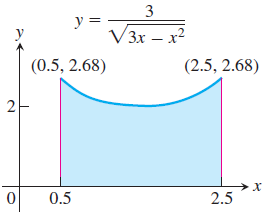 y = 3 / √(3x – x²)
y
(0.5, 2.68) (2.5, 2.68)
2
0 0.5 2.5 x